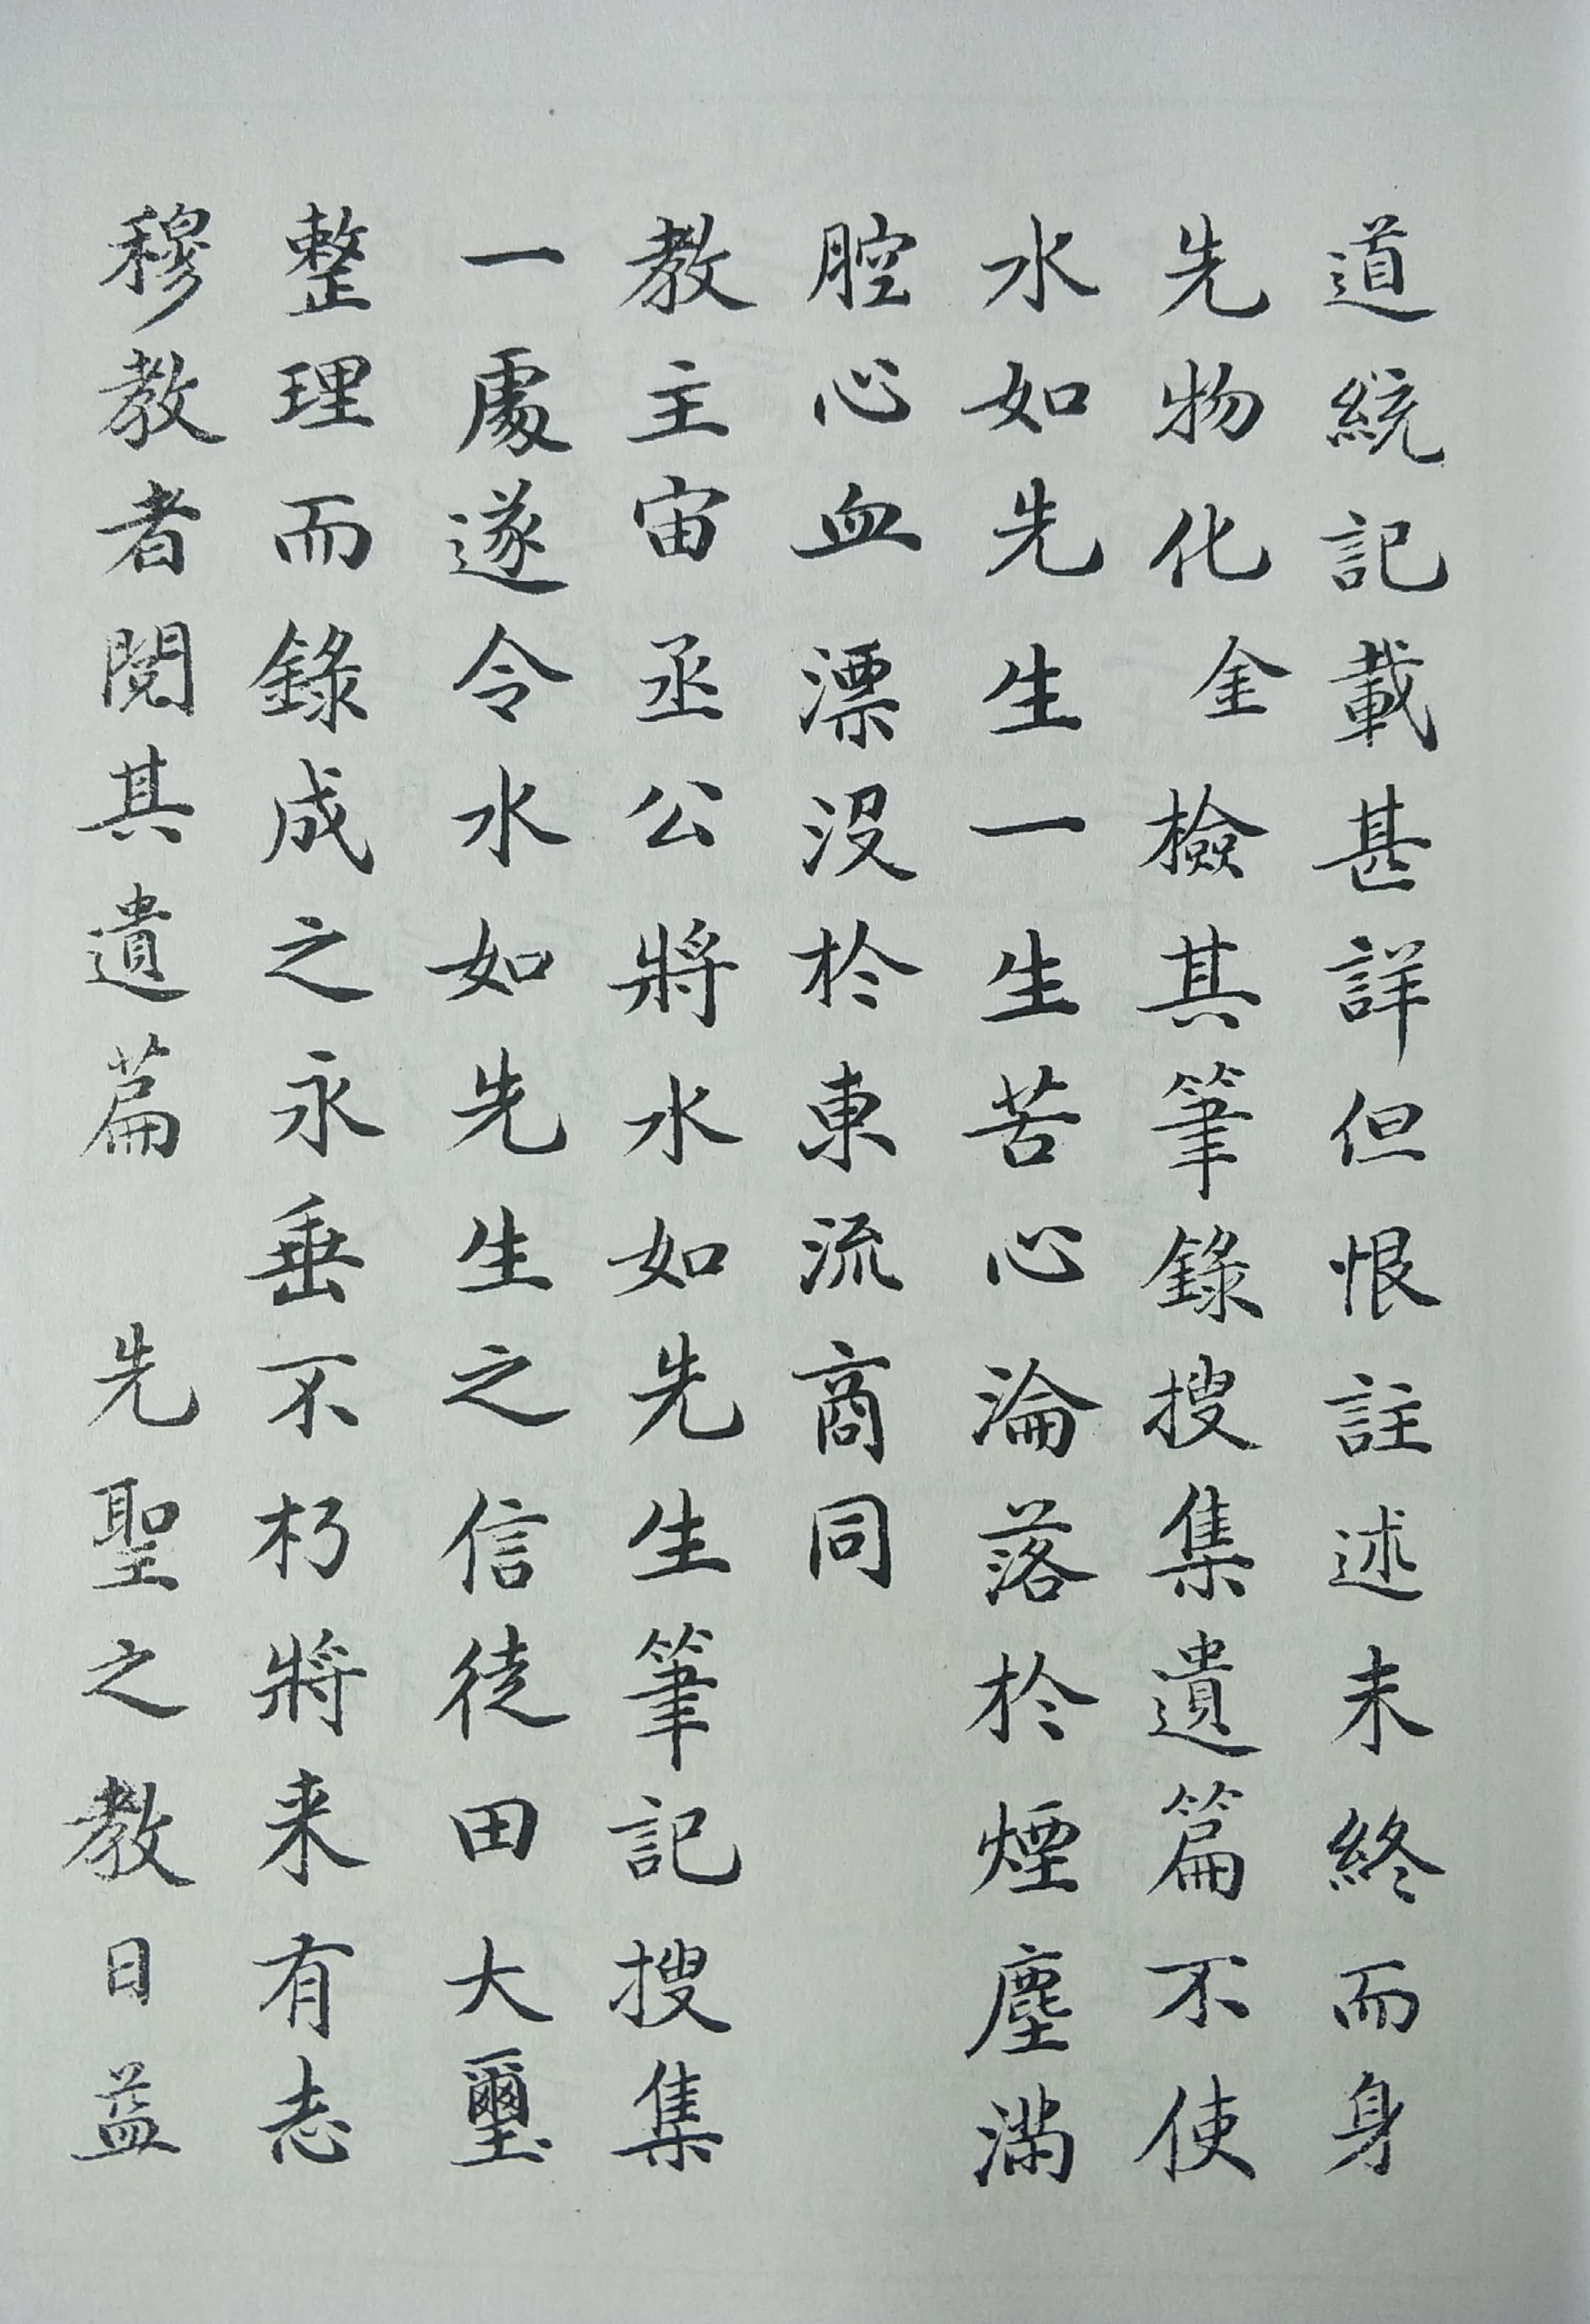 道統記載甚詳但恨註述未終而身
先物化金檢其筆錄搜集遺篇不使
水如先生一生苦心淪落於煙塵滿
腔心血漂沒於東流商同
教主宙丞公將水如先生筆記搜集
一處遂令水如先生之信徒田大璽
整理而錄成之永垂不朽將来有志
穆教者閱其遺篇 先聖之教日益